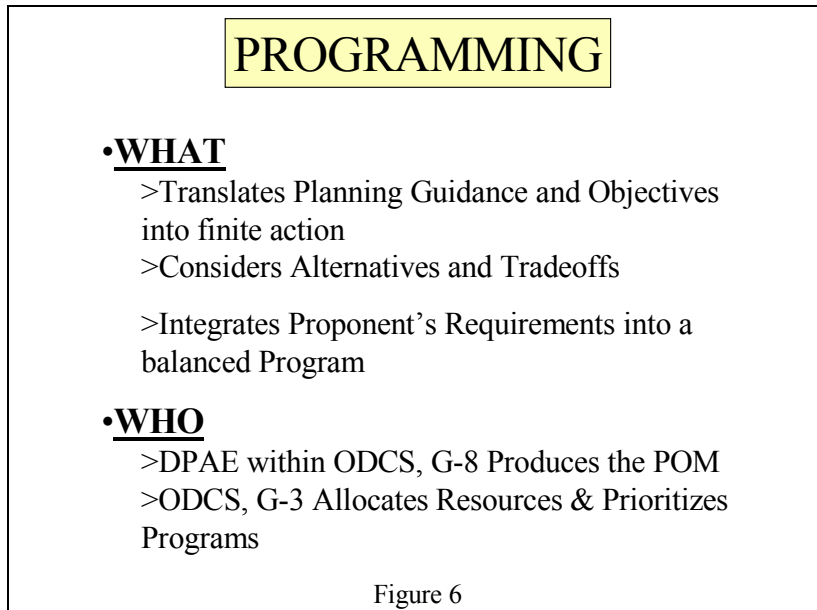 PROGRAMMING
•WHAT
>Translates Planning Guidance and Objectives
into finite action
>Considers Alternatives and Tradeoffs
>Integrates Proponent’s Requirements into a
balanced Program
•WHO
>DPAE within ODCS, G-8 Produces the POM
>ODCS, G-3 Allocates Resources & Prioritizes
Programs
Figure 6